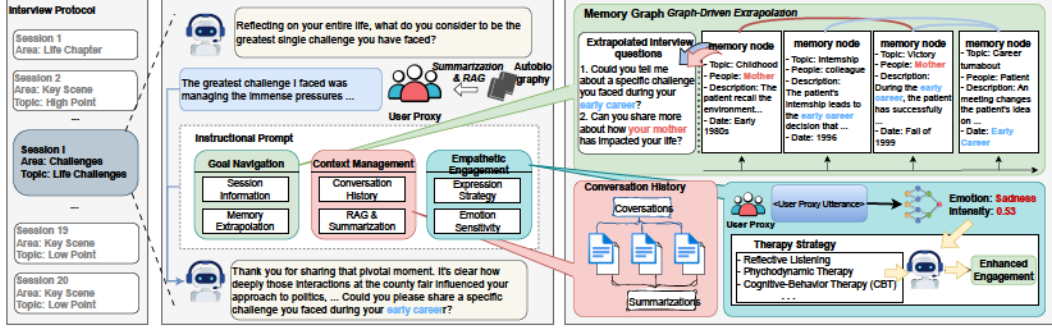 Interview Protocol
Session 1
Area: Life Chapter
Session 2
Area: Key Scene
Topic: High Point
...
Session I
Area: Challenges
Topic: Life Challenges
...
Session 19
Area: Key Scene
Topic: Low Point
Session 20
Area: Key Scene
Topic: Low Point
Reflecting on your entire life, what do you consider to be the
greatest single challenge you have faced?
The greatest challenge I faced was
managing the immense pressures ...
User Proxy
Summarization
& RAG
Autobio
graphy
Instructional Prompt
Goal Navigation
Session
Information
Memory
Extrapolation
Context Management
Conversation
History
RAG &
Summarization
Empathetic
Engagement
Expression
Strategy
Emotion
Sensitivity
Thank you for sharing that pivotal moment. It's clear how
deeply those interactions at the county fair influenced your
approach to politics, ... Could you please share a specific
challenge you faced during your early career?
Memory Graph Graph-Driven Extrapolation
Extrapolated Interview
questions
1. Could you tell me
about a specific challenge
you faced during your
early career?
2. Can you share more
about how your mother
has impacted your life?
memory node
- Topic: Childhood
- People: Mother
- Description: The
patient recall the
environment...
- Date: Early
1980s
memory node
- Topic: Internship
- People: colleague
- Description:
The patient's
internship leads to
the early career
decision that ...
- Date: 1996
memory node
- Topic: Victory
- People: Mother
- Description:
During the early
career, the patient
has successfully
...
- Date: Fall of
1999
memory node
- Topic: Career
turnabout
- People: Patient
- Description: An
meeting changes
the patient's idea
on ...
- Date: Early
Career
Conversation History
Coversations
Summarizations
User Proxy
<User Proxy Utterance>
Emotion: Sadness
Intensity: 0.53
Therapy Strategy
- Reflective Listening
- Phychodynamic Therapy
- Cognitive-Behavior Therapy (CBT)
...
Enhanced
Engagement